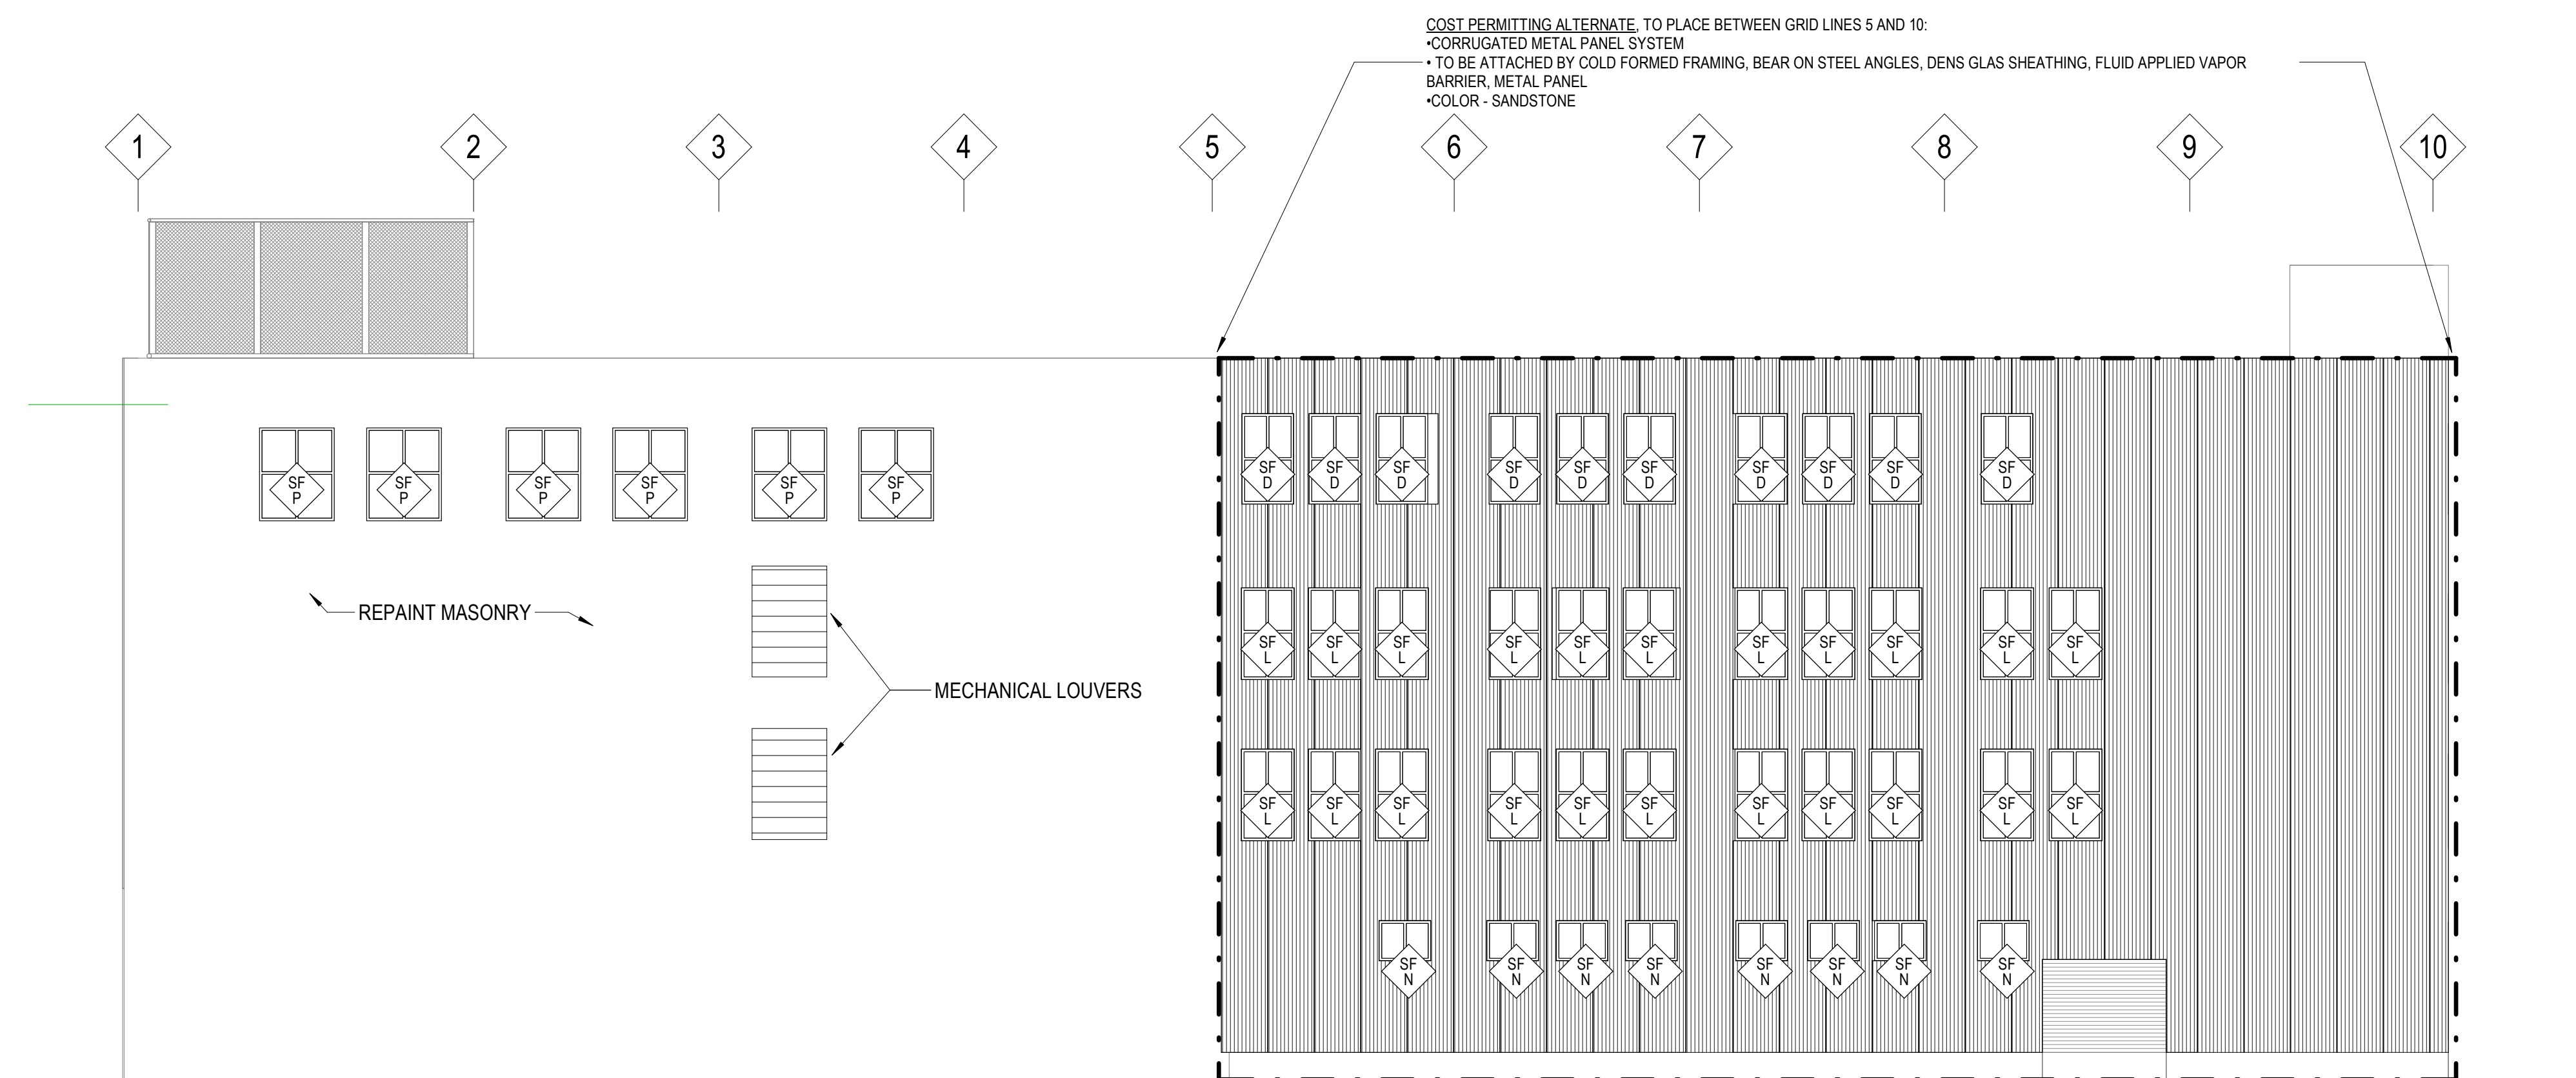 COST PERMITTING ALTERNATE, TO PLACE BETWEEN GRID LINES 5 AND 10:
•CORRUGATED METAL PANEL SYSTEM
• TO BE ATTACHED BY COLD FORMED FRAMING, BEAR ON STEEL ANGLES, DENS GLAS SHEATHING, FLUID APPLIED VAPOR
BARRIER, METAL PANEL
•COLOR - SANDSTONE
1 2 3 4 5 6 7 8 9 10
SF SF SF SF SF SF SF SF SF SF
D D D D D D D D D D
SF SF SF SF SF SF
P P P P P P
REPAINT MASONRY
SF SF SF SF SF SF SF SF SF SF SF
L L L L L L L L L L L
MECHANICAL LOUVERS
SF SF SF SF SF SF SF SF SF SF SF
L L L L L L L L L L L
SF SF SF SF SF SF SF SF
N N N N N N N N